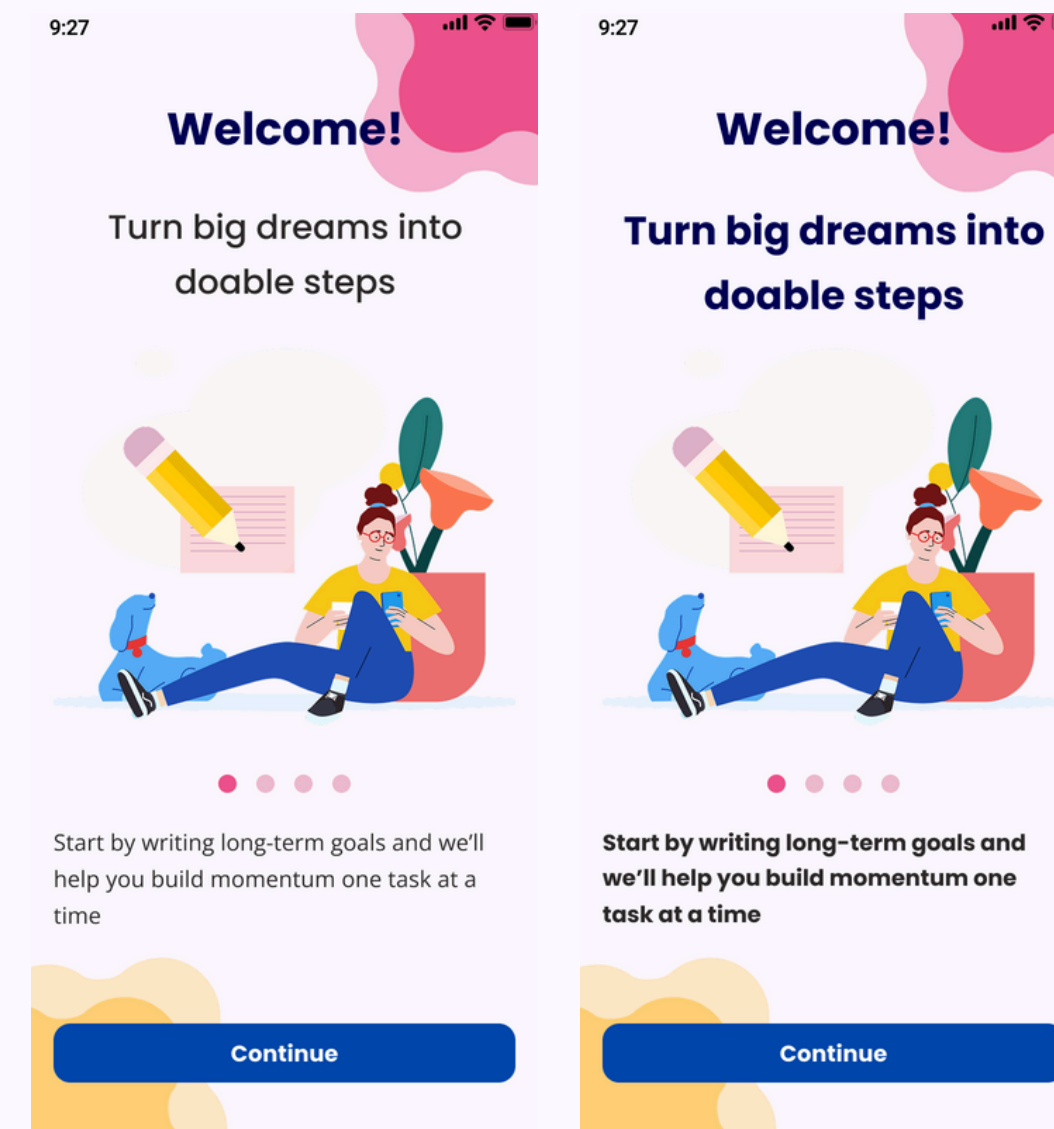 9:27
Welcome!
Turn big dreams into
doable steps
Start by writing long-term goals and we’ll
help you build momentum one task at a
time
Continue
9:27
Welcome!
Turn big dreams into
doable steps
Start by writing long-term goals and
we’ll help you build momentum one
task at a time
Continue